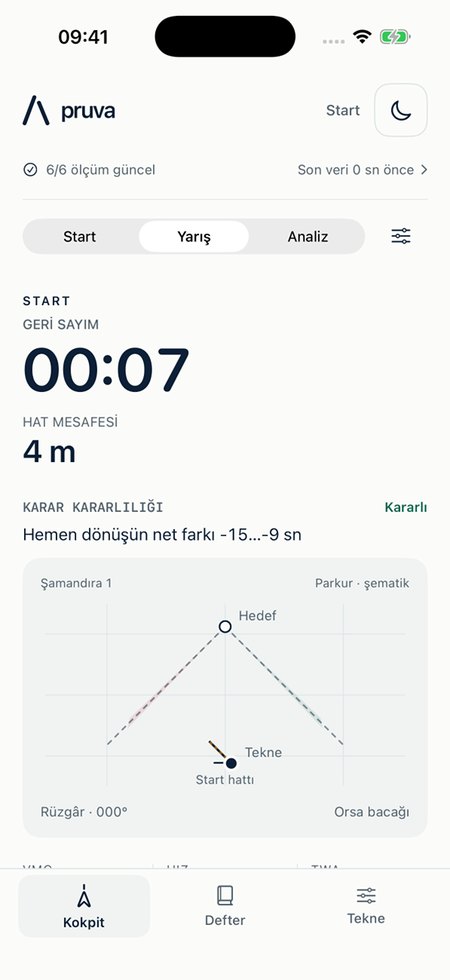 09:41
pruva
Start
6/6 ölçüm güncel
Son veri 0 sn önce
Start
Yarış
Analiz
START
GERİ SAYIM
00:07
HAT MESAFESİ
4 m
KARAR KARARLILIĞI
Kararlı
Hemen dönüşün net farkı -15…-9 sn
Şamandıra 1
Parkur · şematik
Hedef
Tekne
Start hattı
Rüzgâr · 000°
Orsa bacağı
Kokpit
Defter
Tekne